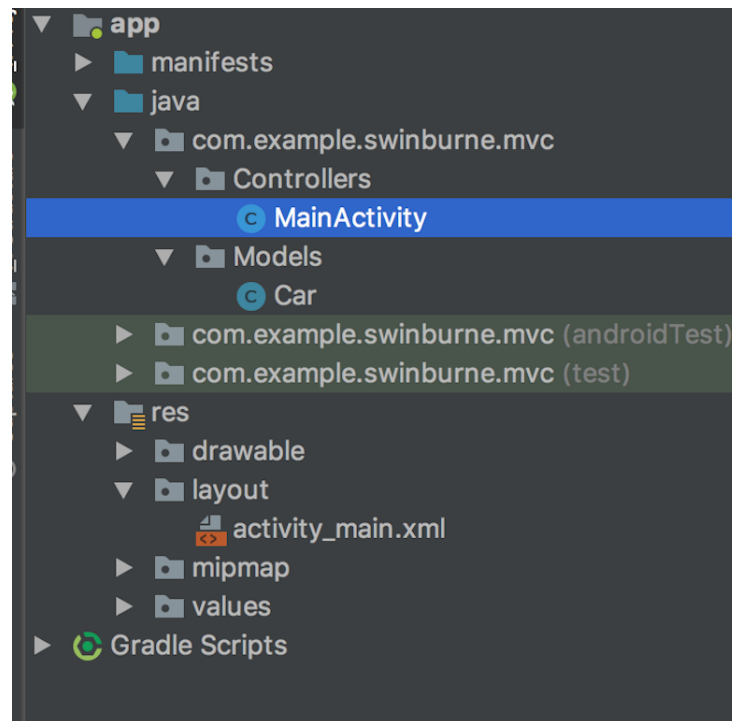 app
manifests
java
com.example.swinburne.mvc
Controllers
C MainActivity
Models
C Car
com.example.swinburne.mvc (androidTest)
com.example.swinburne.mvc (test)
res
drawable
layout
activity_main.xml
mipmap
values
Gradle Scripts